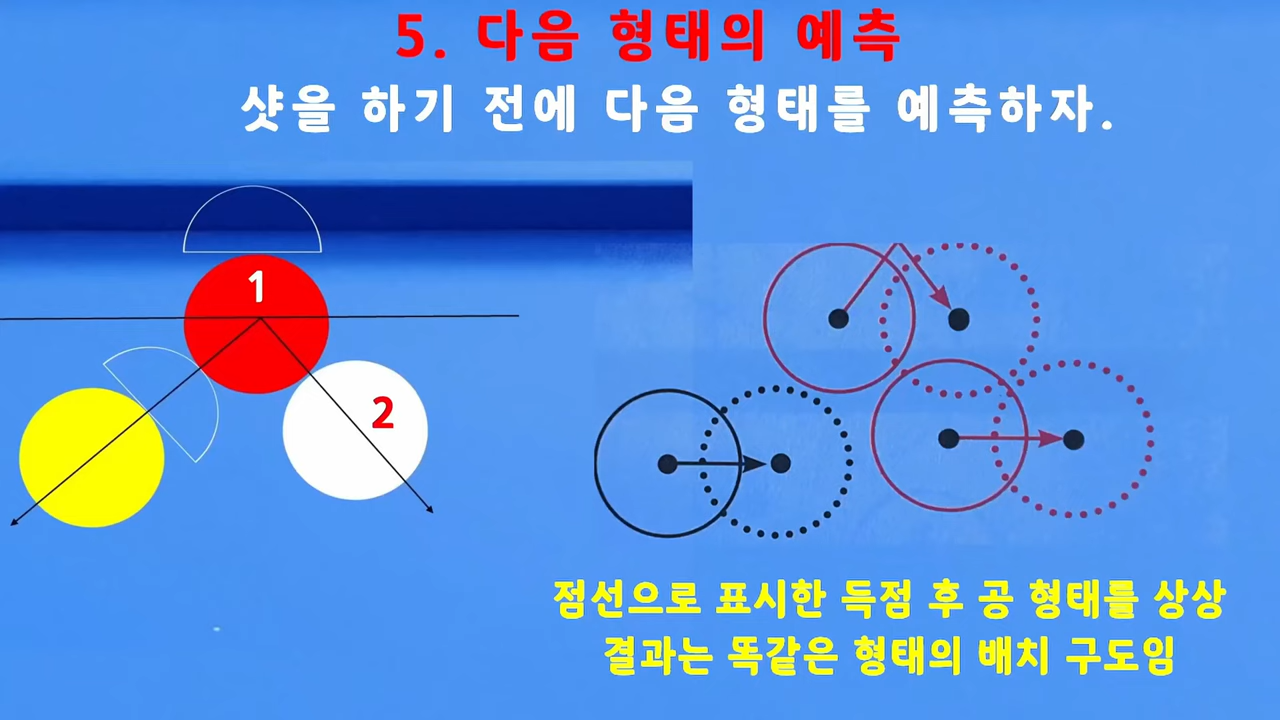 5. 다음 형태의 예측
샷을 하기 전에 다음 형태를 예측하자.
1
2
점선으로 표시한 득점 후 공 형태를 상상
결과는 똑같은 형태의 배치 구도임